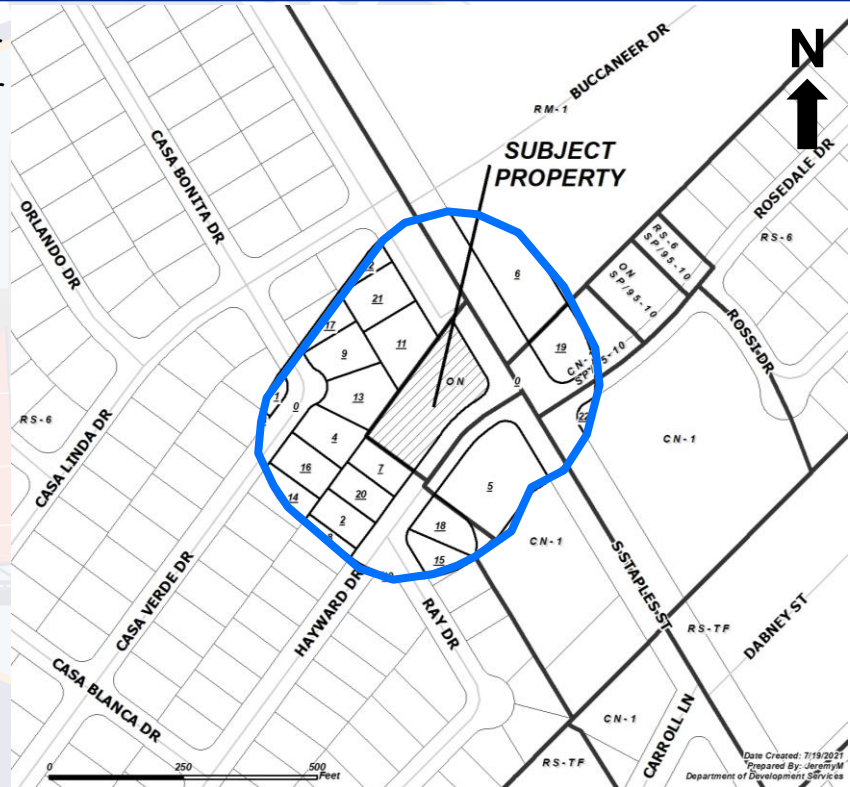 N
BUCCANEER DR
RM-1
SUBJECT
PROPERTY
ROSEDALE DR
CASA BONITA DR
ORLANDO DR
RS-6
SP/95-10
RS-6
ON
SP/95-10
6
21
17
11
9
19
CN-
SP/95-10
ROSSI DR
ON
0
1
0
13
22
RS-6
4
CN-1
CASA LINDA DR
7
16
5
20
14
2
18
CN-1
15
S STAPLES ST
CASA VERDE DR
HAYWARD DR
RAY DR
RS-TF
DABNEY ST
CASA BLANCA DR
CN-1
CARROLL LN
RS-TF
0 250 500
Feet
Date Created: 7/19/2021
Prepared By: JeremyM
Department of Development Services